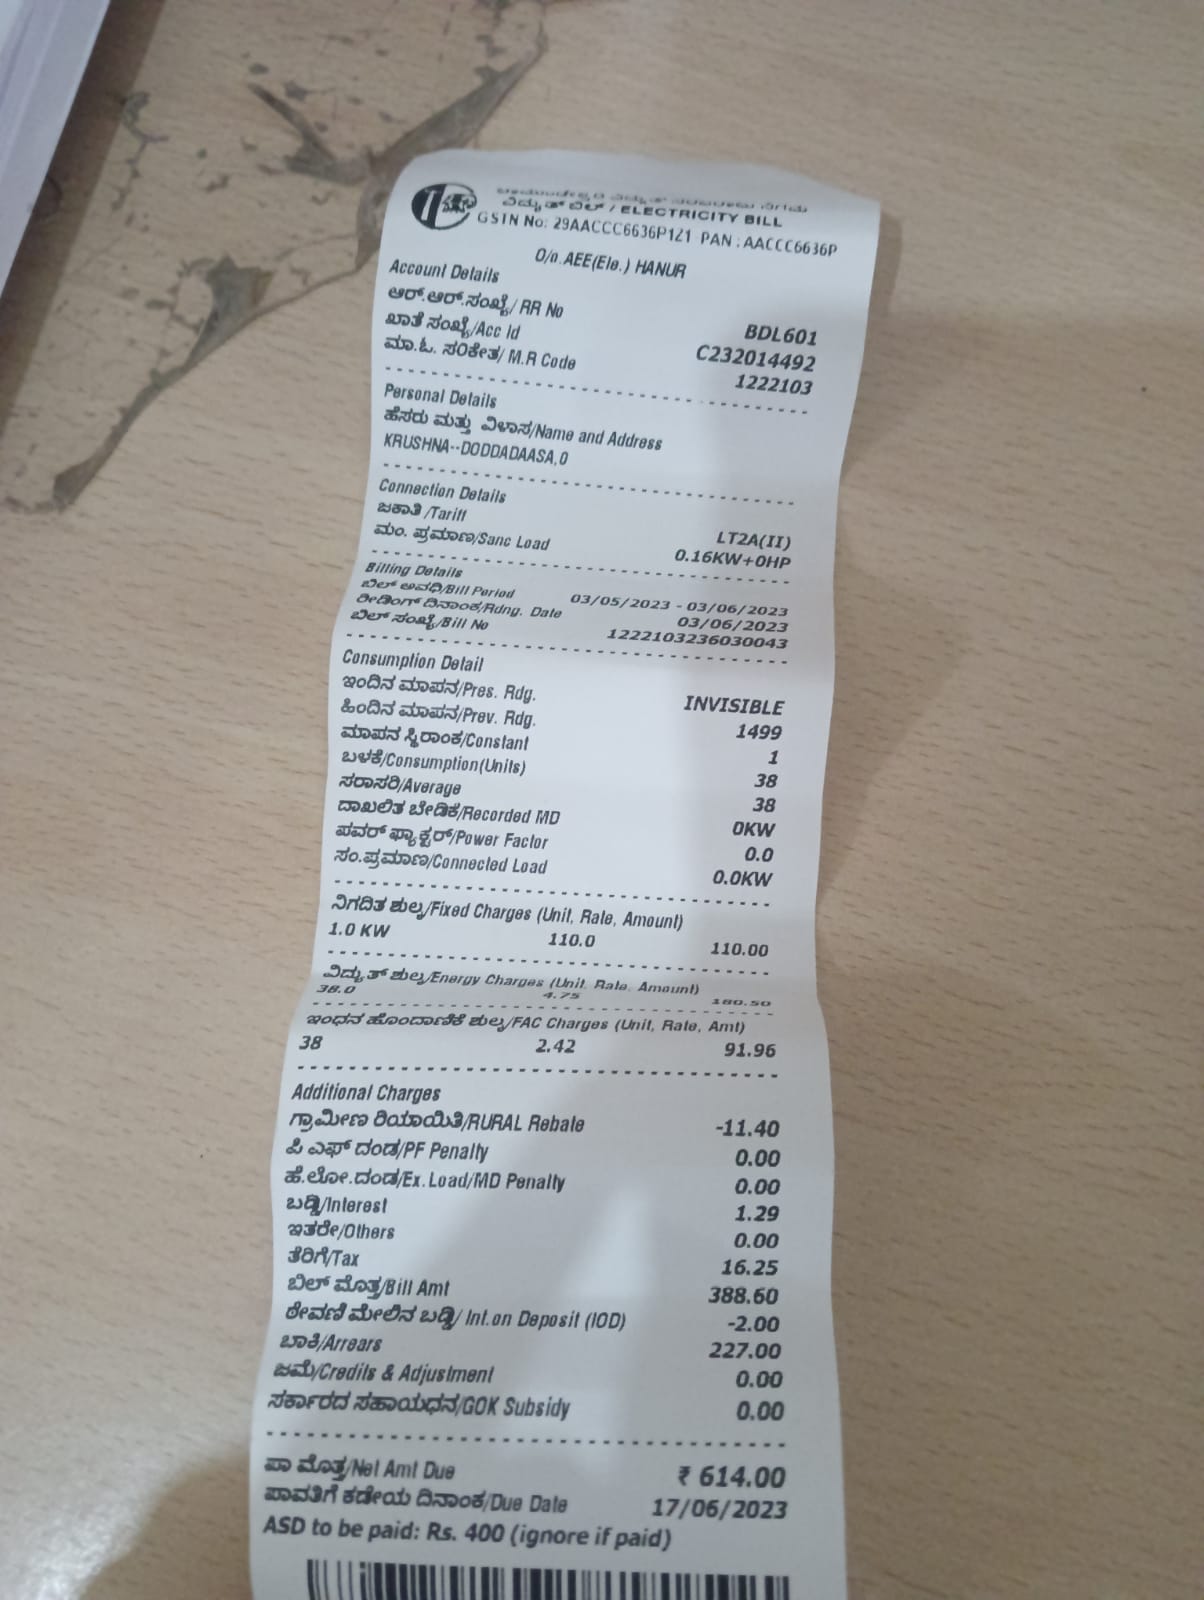 ಚಾಮುಂಡೇಶ್ವರಿ ವಿದ್ಯುತ್ ಸರಬರಾಜು ನಿಗಮ
ವಿದ್ಯುತ್ ಬಿಲ್ / ELECTRICITY BILL
GSTN No: 29AACCC6636P1Z1 PAN : AACCC6636P
O/o.AEE(Ele.) HANUR
Account Details
ಆರ್.ಆರ್.ಸಂಖ್ಯೆ/ RR No BDL601
ಖಾತೆ ಸಂಖ್ಯೆ/Acc Id C232014492
ಮಾ.ಓ. ಸಂಕೇತ/ M.R Code 1222103
Personal Details
ಹೆಸರು ಮತ್ತು ವಿಳಾಸ/Name and Address
KRUSHNA--DODDADAASA,0
Connection Details
ಜಕಾತಿ /Tariff LT2A(II)
ಮಂ. ಪ್ರಮಾಣ/Sanc Load 0.16KW+0HP
Billing Details
ಬಿಲ್ ಅವಧಿ/Bill Period 03/05/2023 - 03/06/2023
ರೀಡಿಂಗ್ ದಿನಾಂಕ/Rdng. Date 03/06/2023
ಬಿಲ್ ಸಂಖ್ಯೆ/Bill No 1222103236030043
Consumption Detail
ಇಂದಿನ ಮಾಪನ/Pres. Rdg. INVISIBLE
ಹಿಂದಿನ ಮಾಪನ/Prev. Rdg. 1499
ಮಾಪನ ಸ್ಥಿರಾಂಕ/Constant 1
ಬಳಕೆ/Consumption(Units) 38
ಸರಾಸರಿ/Average 38
ದಾಖಲಿತ ಬೇಡಿಕೆ/Recorded MD 0KW
ಪವರ್ ಫ್ಯಾಕ್ಟರ್/Power Factor 0.0
ಸಂ.ಪ್ರಮಾಣ/Connected Load 0.0KW
ನಿಗದಿತ ಶುಲ್ಕ/Fixed Charges (Unit, Rate, Amount)
1.0 KW 110.0 110.00
ವಿದ್ಯುತ್ ಶುಲ್ಕ/Energy Charges (Unit, Rate, Amount)
38.0 4.75 180.50
ಇಂಧನ ಹೊಂದಾಣಿಕೆ ಶುಲ್ಕ/FAC Charges (Unit, Rate, Amt)
38 2.42 91.96
Additional Charges
ಗ್ರಾಮೀಣ ರಿಯಾಯಿತಿ/RURAL Rebate -11.40
ಪಿ ಎಫ್ ದಂಡ/PF Penalty 0.00
ಹೆ.ಲೋ.ದಂಡ/Ex.Load/MD Penalty 0.00
ಬಡ್ಡಿ/Interest 1.29
ಇತರೇ/Others 0.00
ತೆರಿಗೆ/Tax 16.25
ಬಿಲ್ ಮೊತ್ತ/Bill Amt 388.60
ಠೇವಣಿ ಮೇಲಿನ ಬಡ್ಡಿ/ Int.on Deposit (IOD) -2.00
ಬಾಕಿ/Arrears 227.00
ಜಮೆ/Credits & Adjustment 0.00
ಸರ್ಕಾರದ ಸಹಾಯಧನ/GOK Subsidy 0.00
ಪಾ ಮೊತ್ತ/Net Amt Due ₹ 614.00
ಪಾವತಿಗೆ ಕಡೇಯ ದಿನಾಂಕ/Due Date 17/06/2023
ASD to be paid: Rs. 400 (ignore if paid)